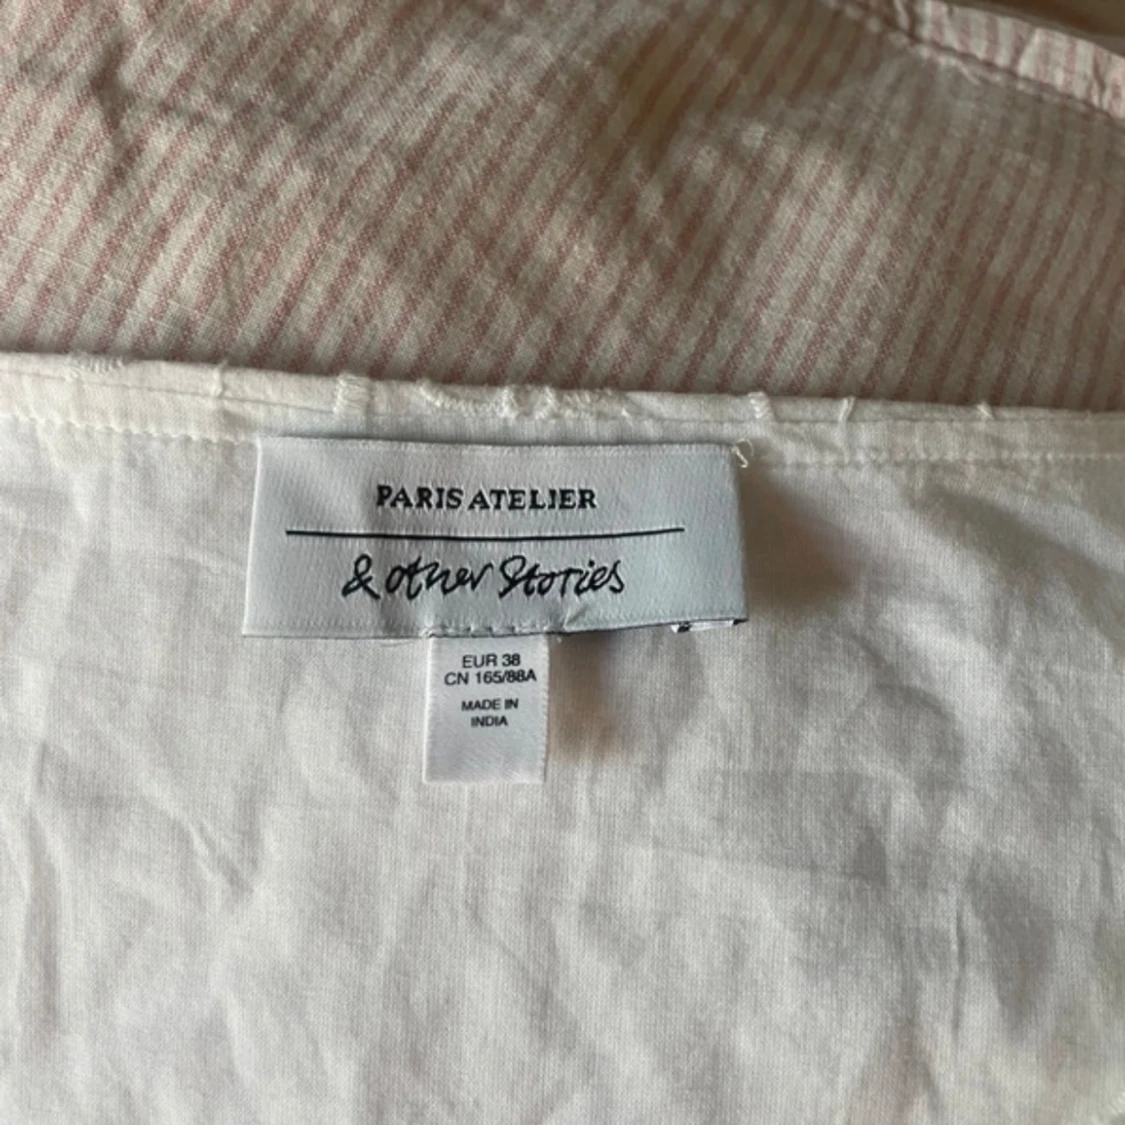 PARIS ATELIER
& other Stories
EUR 38
CN 165/88A
MADE IN
INDIA